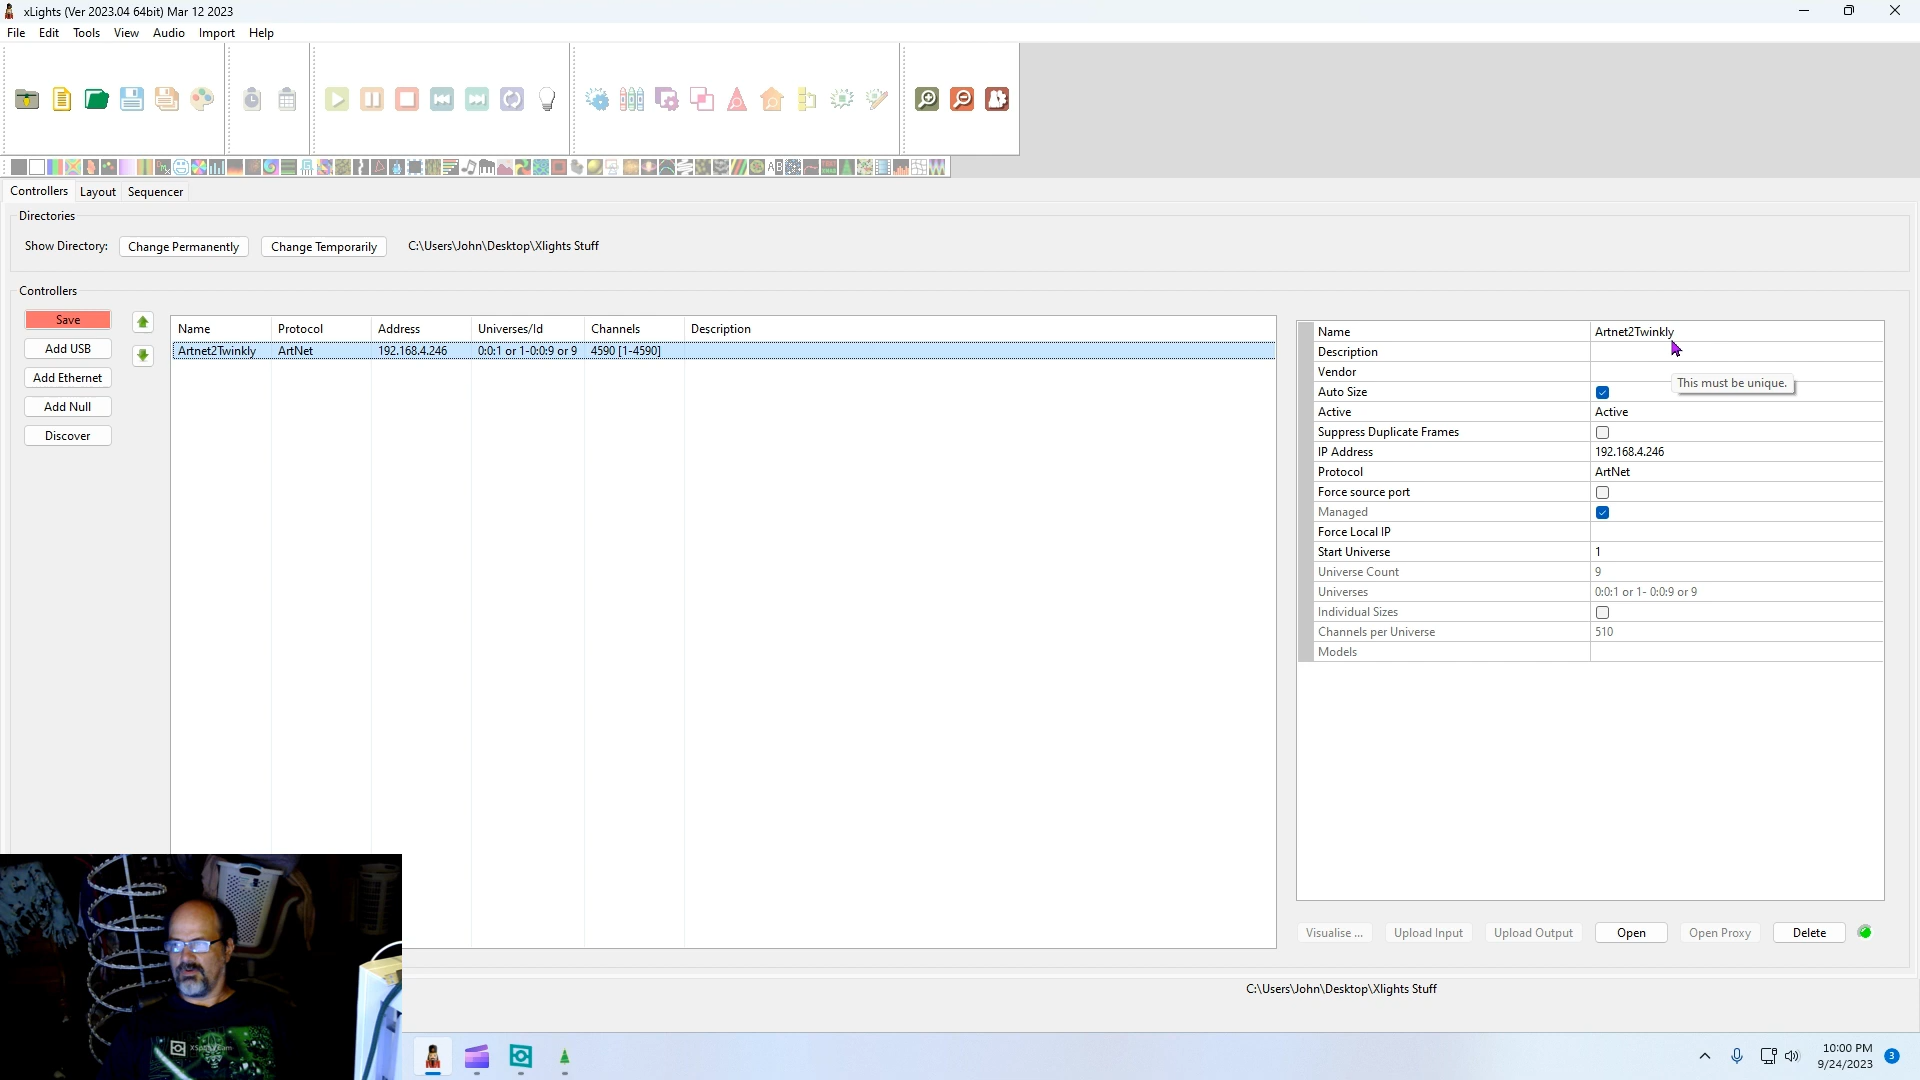 xLights (Ver 2023.04 64bit) Mar 12 2023
File Edit Tools View Audio Import Help
Controllers Layout Sequencer
Directories
Show Directory: Change Permanently Change Temporarily C:\Users\John\Desktop\Xlights Stuff
Controllers
Save
Add USB
Add Ethernet
Add Null
Discover
Name Protocol Address Universes/Id Channels Description
Artnet2Twinkly ArtNet 192.168.4.246 0:0:1 or 1-0:0:9 or 9 4590 [1-4590]
Name Artnet2Twinkly
Description
Vendor
This must be unique.
Auto Size
Active Active
Suppress Duplicate Frames
IP Address 192.168.4.246
Protocol ArtNet
Force source port
Managed
Force Local IP
Start Universe 1
Universe Count 9
Universes 0:0:1 or 1- 0:0:9 or 9
Individual Sizes
Channels per Universe 510
Models
Visualise ... Upload Input Upload Output Open Open Proxy Delete
C:\Users\John\Desktop\Xlights Stuff
10:00 PM
9/24/2023
3